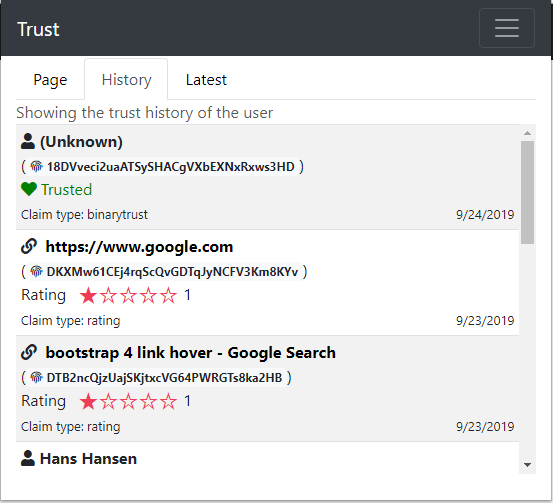 Trust
Page History Latest
Showing the trust history of the user
(Unknown)
( 18DVveci2uaATSySHACgVXbEXNxRxws3HD )
Trusted
Claim type: binarytrust 9/24/2019
https://www.google.com
( DKXMw61CEj4rqScQvGDTqJyNCFV3Km8KYv )
Rating 1
Claim type: rating 9/23/2019
bootstrap 4 link hover - Google Search
( DTB2ncQjzUajSKjtxcVG64PWRGTs8ka2HB )
Rating 1
Claim type: rating 9/23/2019
Hans Hansen